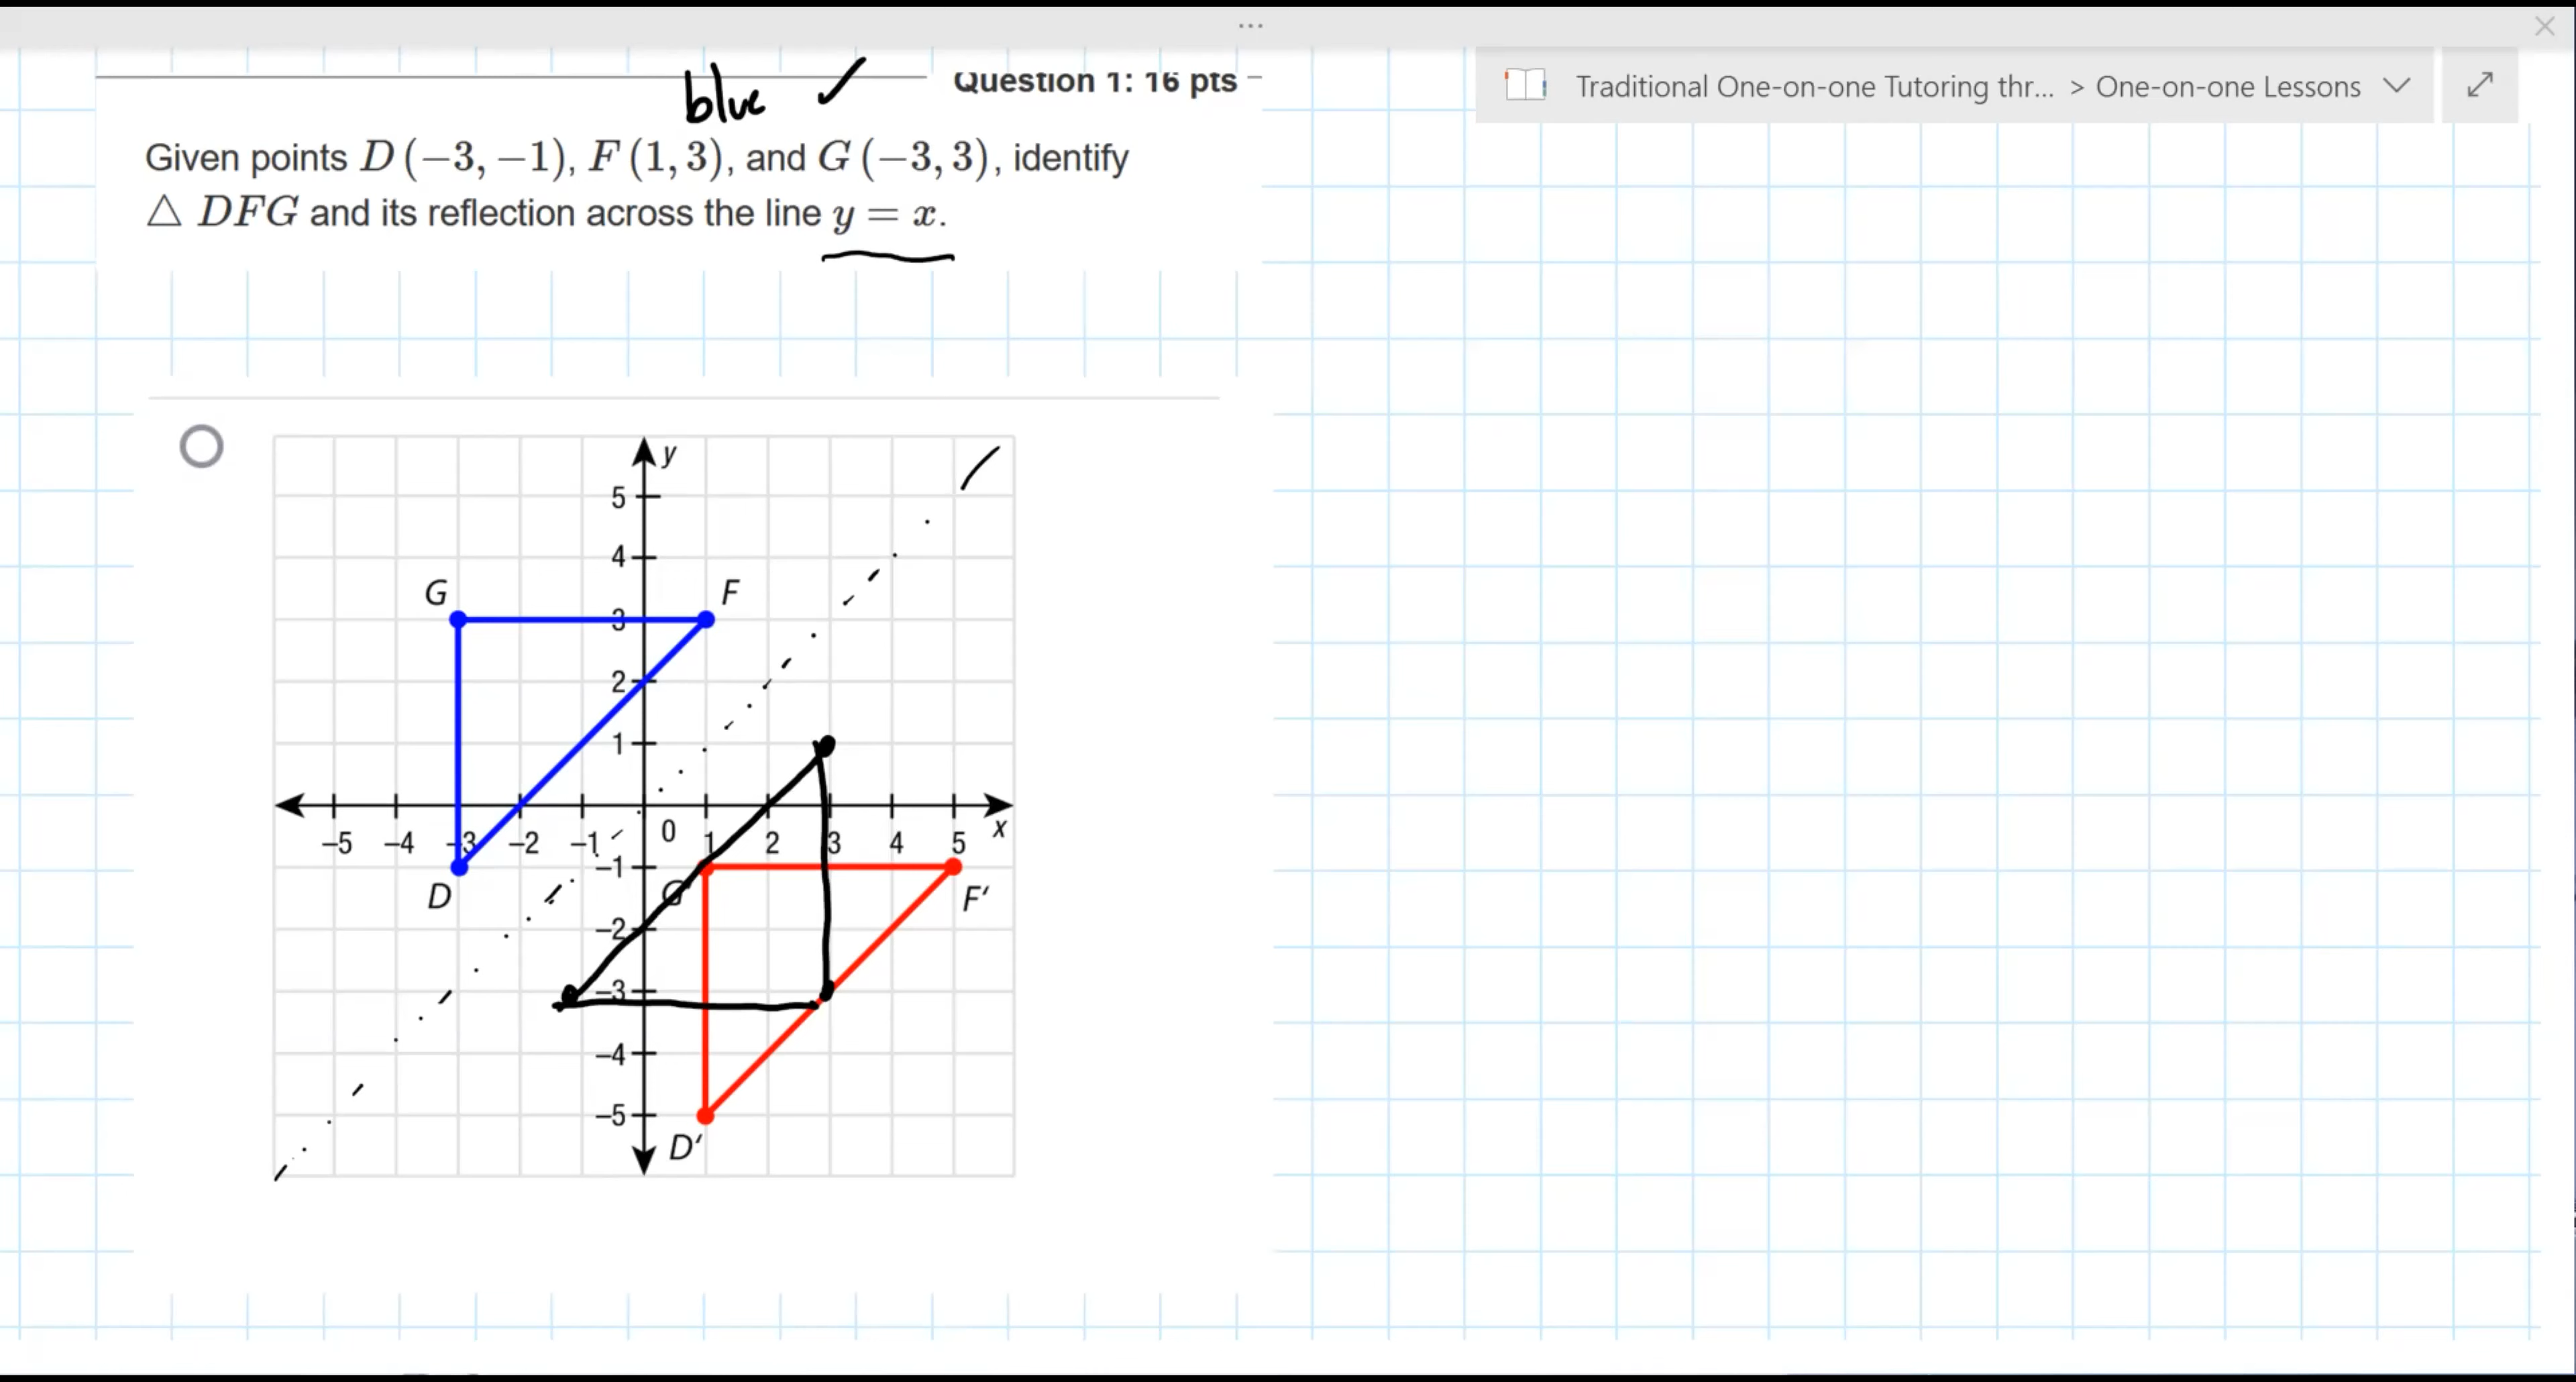 ...
Traditional One-on-one Tutoring thr... > One-on-one Lessons
blue ✓
Question 1: 16 pts
Given points D (−3, −1), F (1, 3), and G (−3, 3), identify
△ DFG and its reflection across the line y = x.
y
5
4
G F
3
2
1
−5 −4 −3 −2 −1 0 1 2 3 4 5 x
−1
D G F′
−2
−3
−4
−5
D′